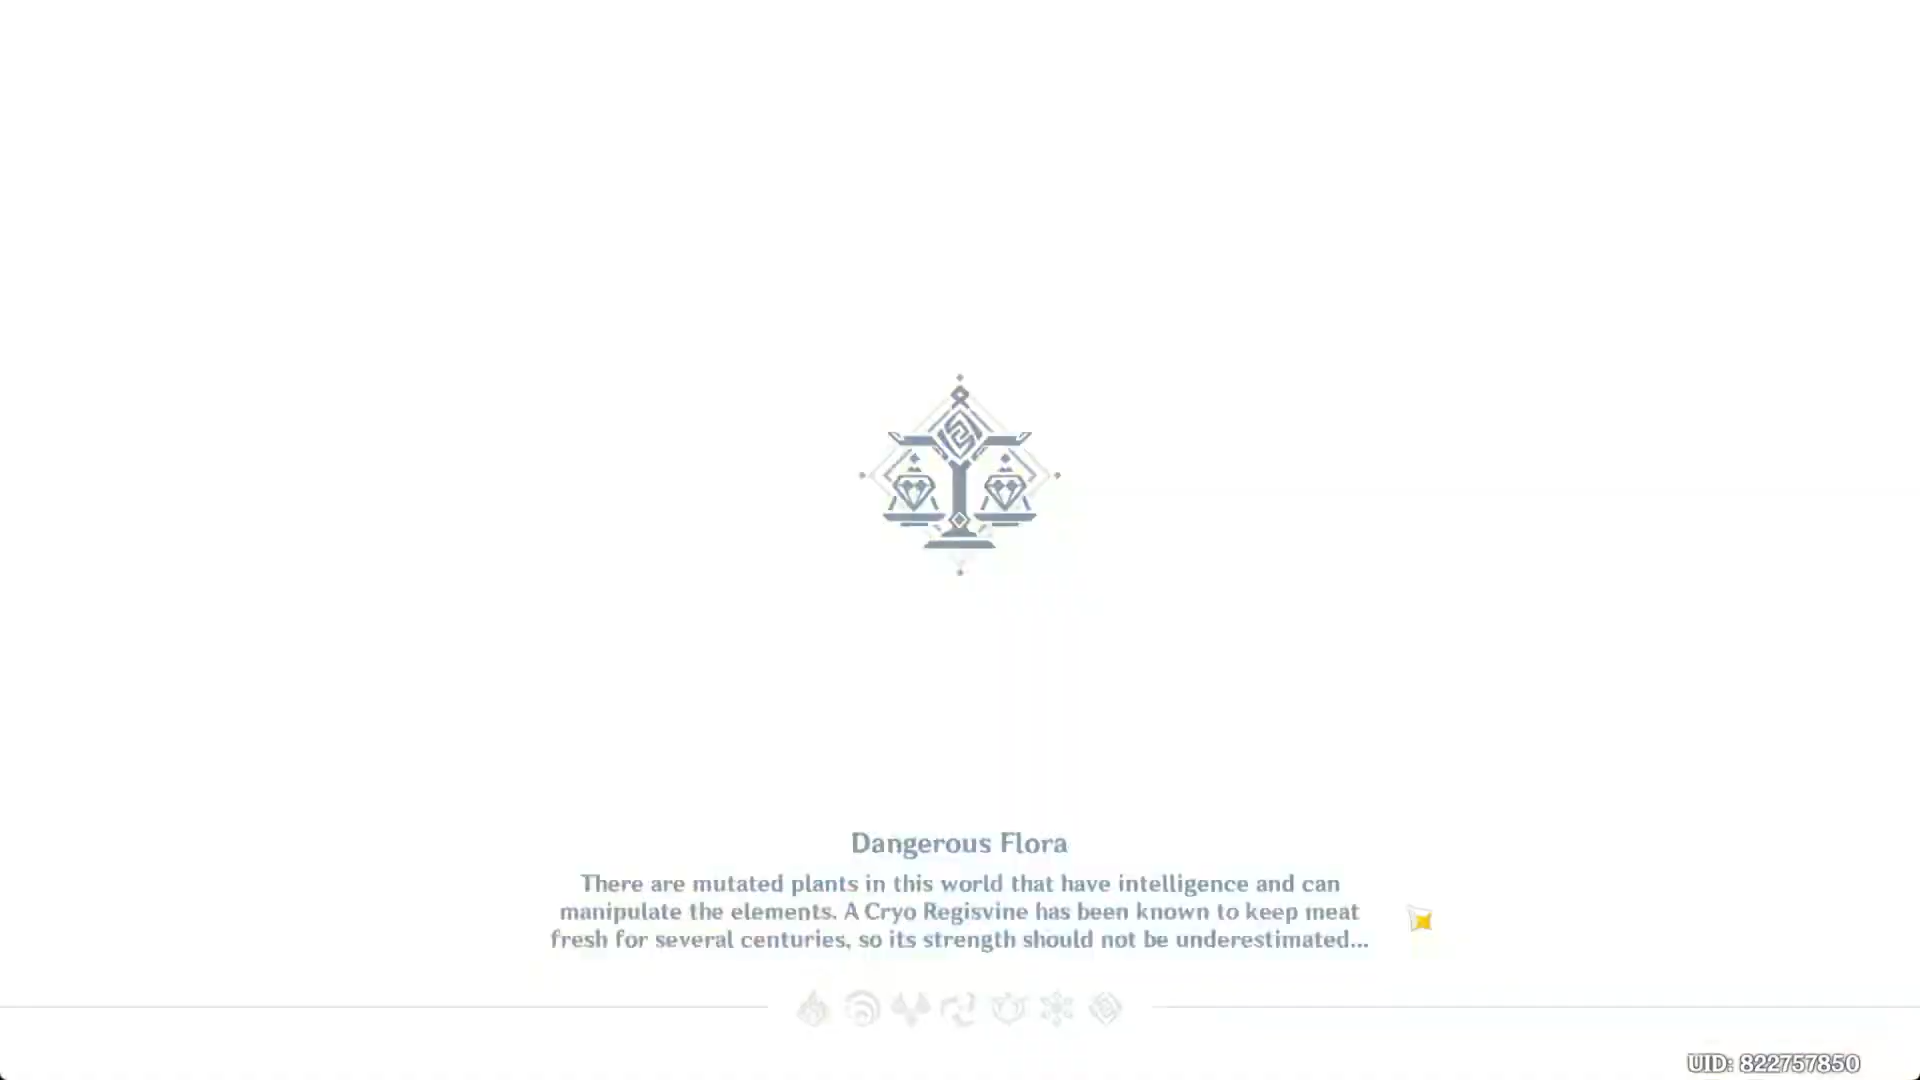 Dangerous Flora
There are mutated plants in this world that have intelligence and can
manipulate the elements. A Cryo Regisvine has been known to keep meat
fresh for several centuries, so its strength should not be underestimated...
UID: 822757850